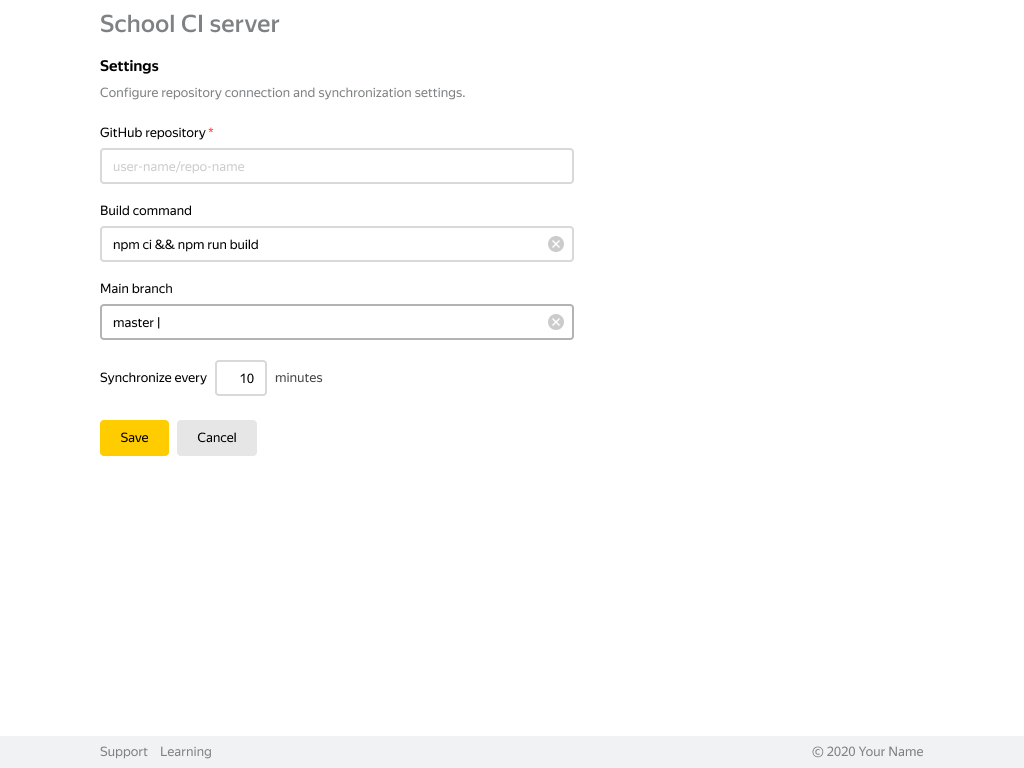 School CI server
Settings
Configure repository connection and synchronization settings.
GitHub repository*
user-name/repo-name
Build command
npm ci && npm run build
Main branch
master |
Synchronize every 10 minutes
Save Cancel
Support Learning © 2020 Your Name